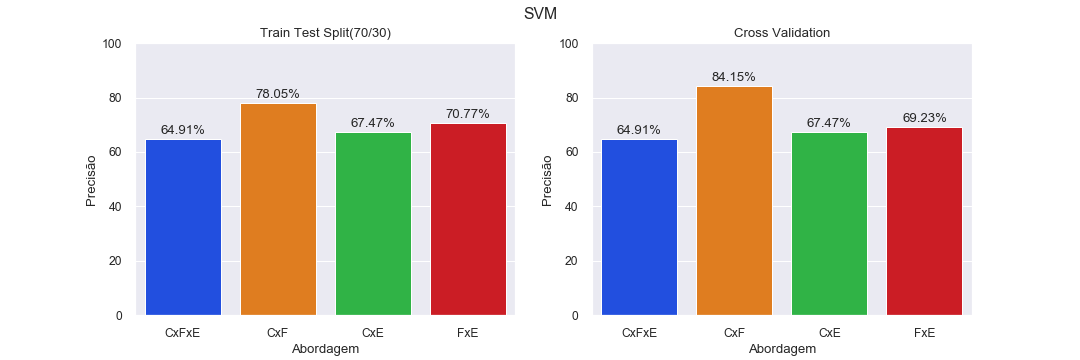 SVM
Train Test Split(70/30)
100
80
60
40
20
0
Precisão
64.91%
78.05%
67.47%
70.77%
CxFxE
CxF
CxE
FxE
Abordagem
Cross Validation
100
80
60
40
20
0
Precisão
64.91%
84.15%
67.47%
69.23%
CxFxE
CxF
CxE
FxE
Abordagem